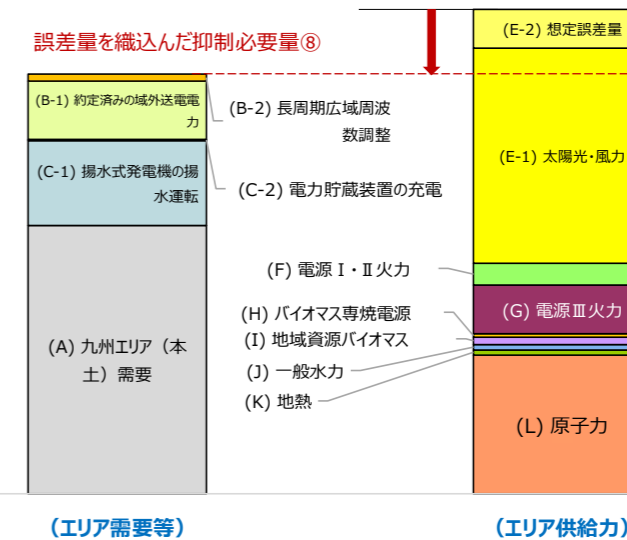 誤差量を織込んだ抑制必要量⑧
(B-1) 約定済みの域外送電電
力
(B-2) 長周期広域周波
数調整
(C-1) 揚水式発電機の揚
水運転
(C-2) 電力貯蔵装置の充電
(A) 九州エリア（本
土）需要
(E-2) 想定誤差量
(E-1) 太陽光・風力
(F) 電源Ⅰ・Ⅱ火力
(G) 電源Ⅲ火力
(H) バイオマス専焼電源
(I) 地域資源バイオマス
(J) 一般水力
(K) 地熱
(L) 原子力
（エリア需要等）
（エリア供給力）